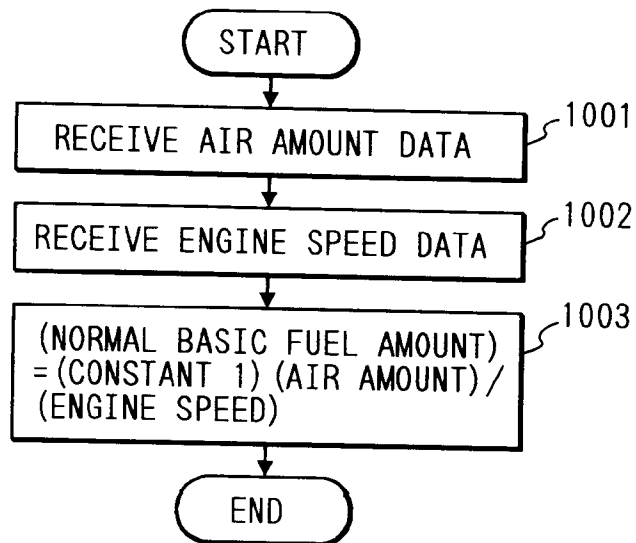 START
RECEIVE AIR AMOUNT DATA
1001
RECEIVE ENGINE SPEED DATA
1002
(NORMAL BASIC FUEL AMOUNT)
=(CONSTANT 1)(AIR AMOUNT)/
(ENGINE SPEED)
1003
END